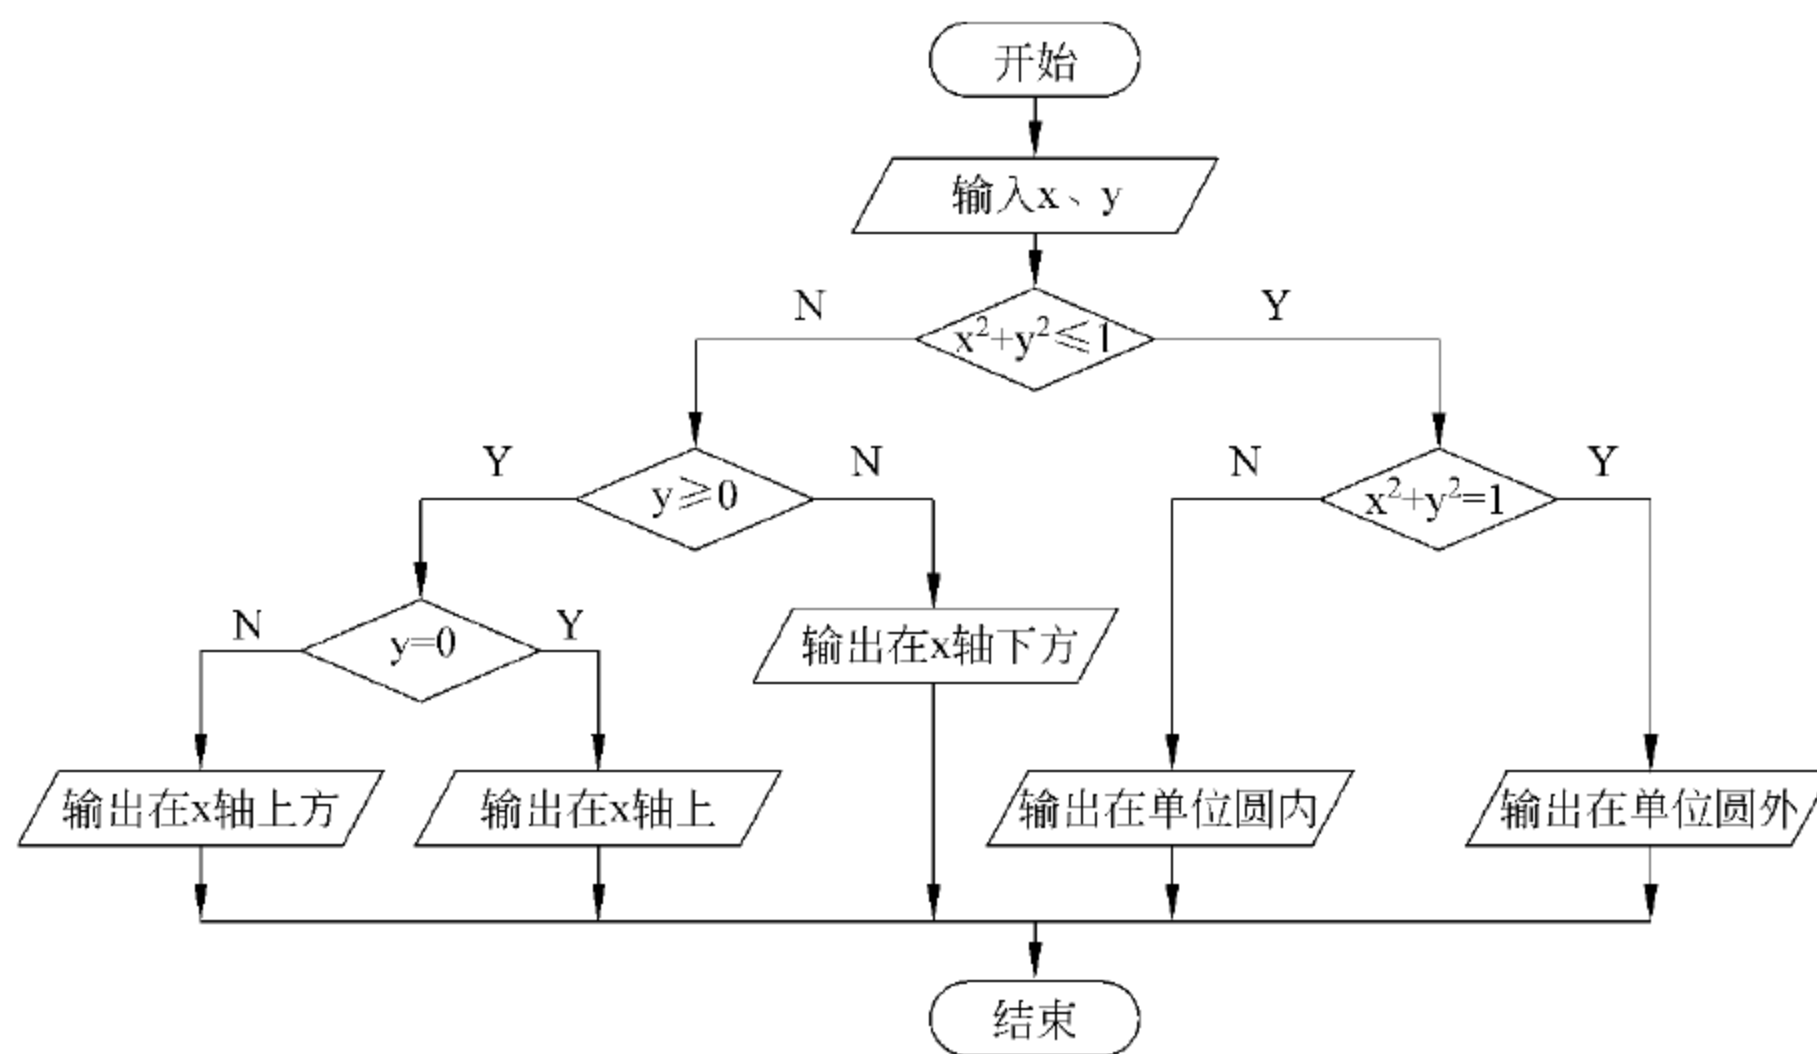 开始
输入x、y
N
Y
x²+y²≤1
Y
N
N
Y
y≥0
x²+y²=1
N
Y
y=0
输出在x轴下方
输出在x轴上方
输出在x轴上
输出在单位圆内
输出在单位圆外
结束